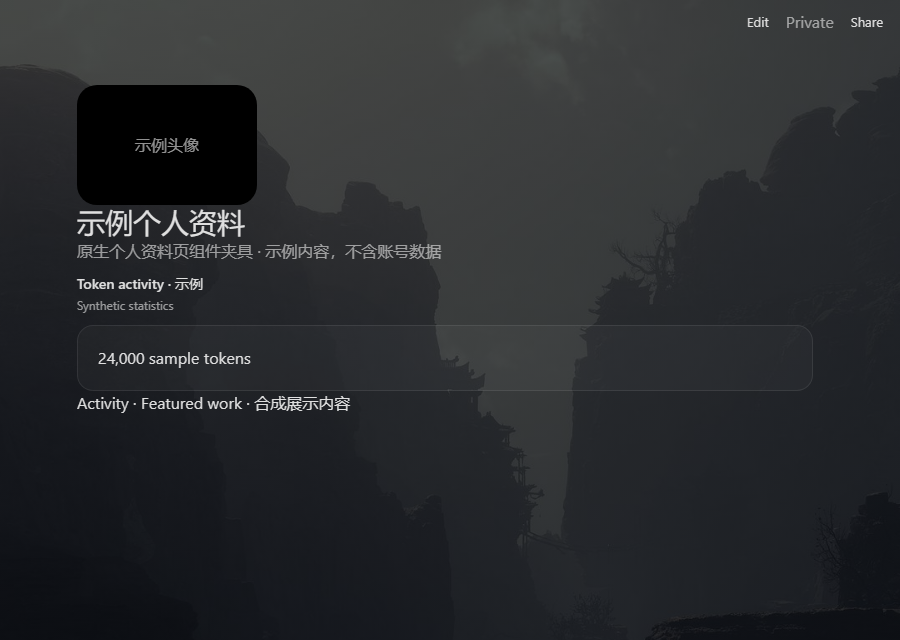 Edit Private Share
示例头像
示例个人资料
原生个人资料页组件夹具 · 示例内容，不含账号数据
Token activity · 示例
Synthetic statistics
24,000 sample tokens
Activity · Featured work · 合成展示内容